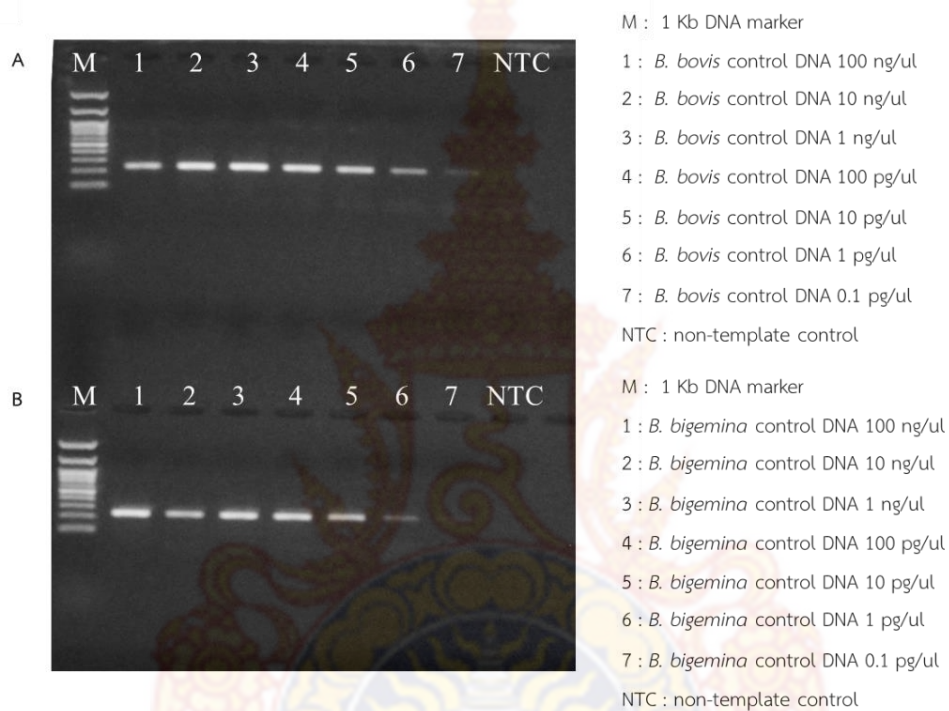 A
M 1 2 3 4 5 6 7 NTC
M : 1 Kb DNA marker
1 : B. bovis control DNA 100 ng/ul
2 : B. bovis control DNA 10 ng/ul
3 : B. bovis control DNA 1 ng/ul
4 : B. bovis control DNA 100 pg/ul
5 : B. bovis control DNA 10 pg/ul
6 : B. bovis control DNA 1 pg/ul
7 : B. bovis control DNA 0.1 pg/ul
NTC : non-template control
B
M 1 2 3 4 5 6 7 NTC
M : 1 Kb DNA marker
1 : B. bigemina control DNA 100 ng/ul
2 : B. bigemina control DNA 10 ng/ul
3 : B. bigemina control DNA 1 ng/ul
4 : B. bigemina control DNA 100 pg/ul
5 : B. bigemina control DNA 10 pg/ul
6 : B. bigemina control DNA 1 pg/ul
7 : B. bigemina control DNA 0.1 pg/ul
NTC : non-template control